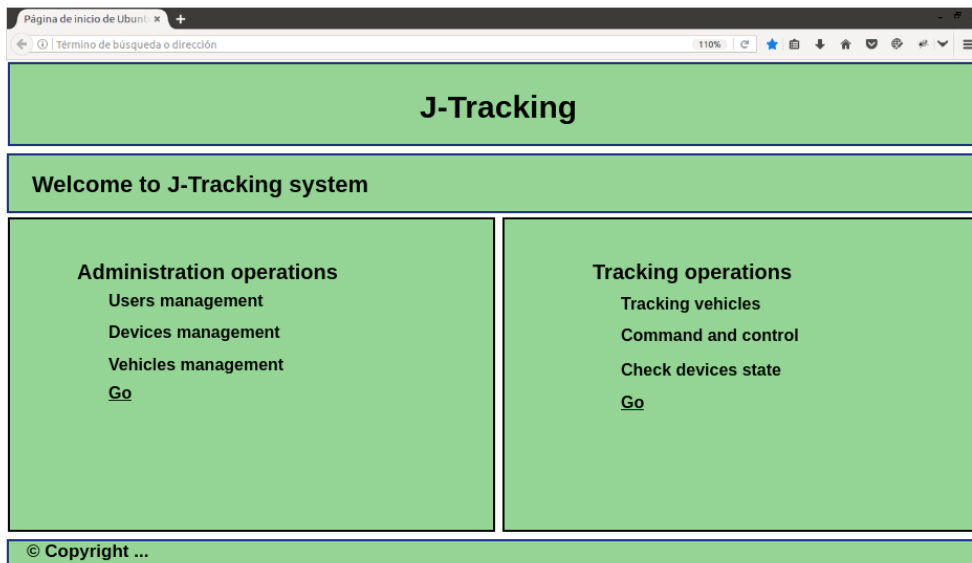 Página de inicio de Ubunt
Término de búsqueda o dirección
110%
J-Tracking
Welcome to J-Tracking system
Administration operations
Users management
Devices management
Vehicles management
Go
Tracking operations
Tracking vehicles
Command and control
Check devices state
Go
© Copyright ...